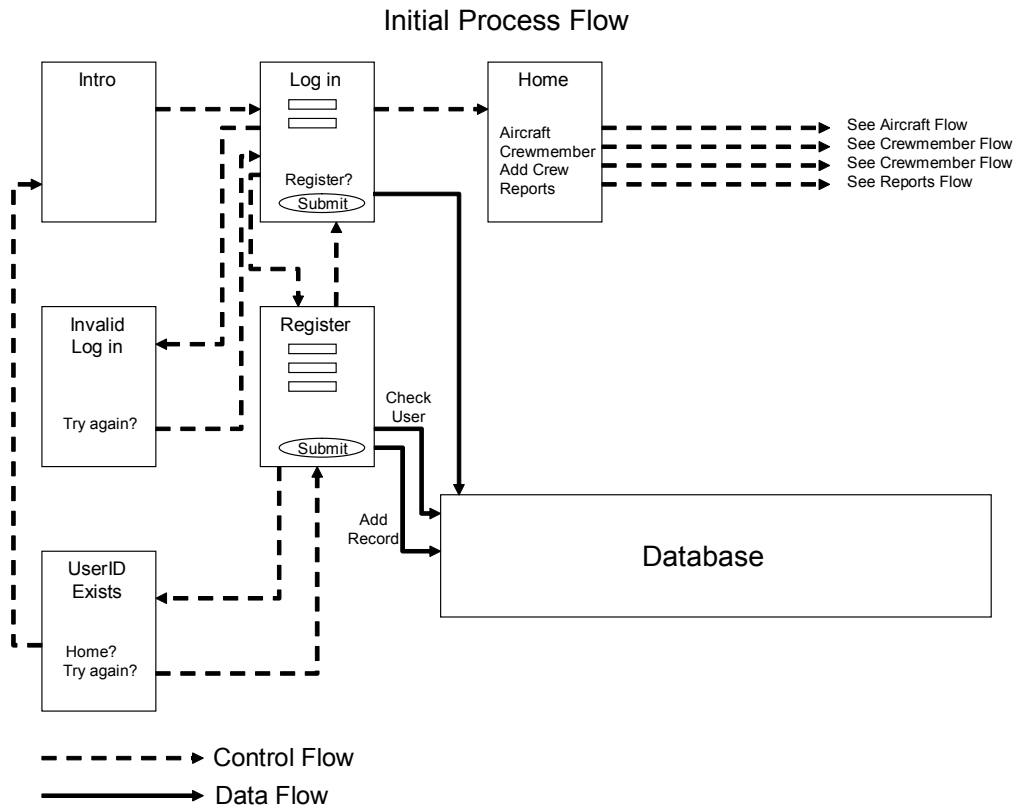 Initial Process Flow
Intro
Log in
Register?
Submit
Home
Aircraft
Crewmember
Add Crew
Reports
See Aircraft Flow
See Crewmember Flow
See Crewmember Flow
See Reports Flow
Invalid
Log in
Try again?
Register
Submit
Check
User
Add
Record
Database
UserID
Exists
Home?
Try again?
Control Flow
Data Flow